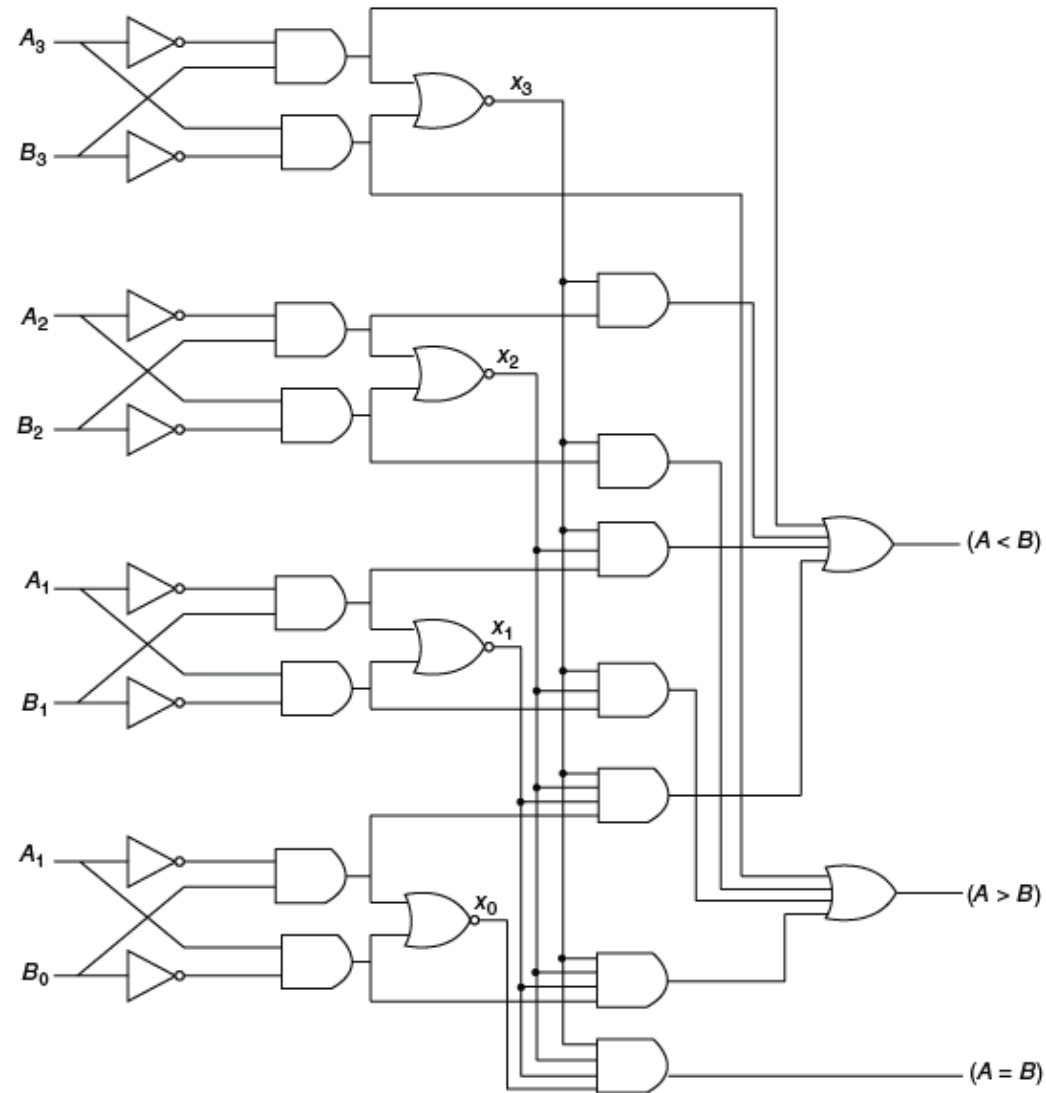 A₃
x₃
B₃
A₂
x₂
B₂
(A < B)
A₁
x₁
B₁
A₁
x₀
(A > B)
B₀
(A = B)